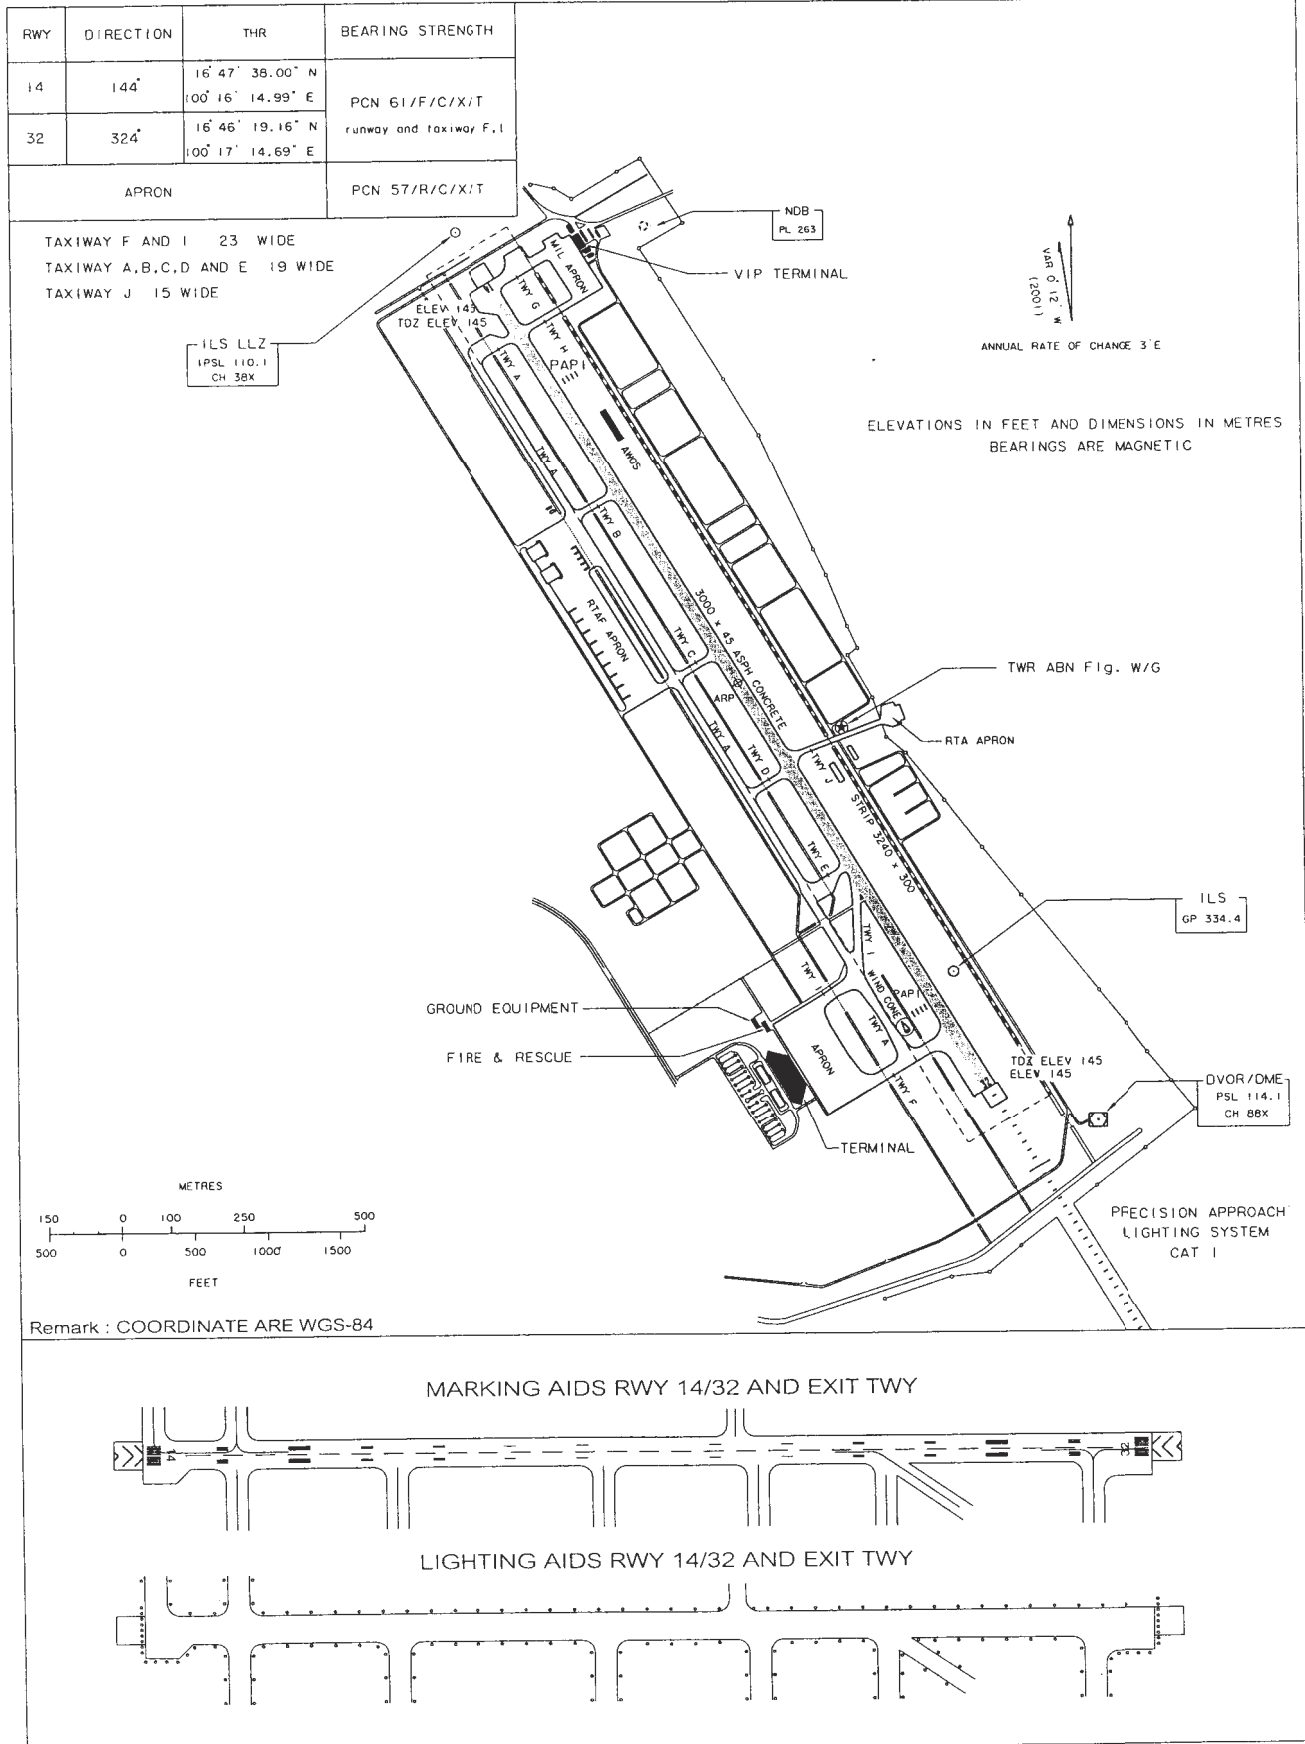 RWY DIRECTION THR BEARING STRENGTH
14 144° 16° 47' 38.00" N
100° 16' 14.99" E
PCN 61/F/C/X/T
runway and taxiway F,I
32 324° 16° 46' 19.16" N
100° 17' 14.69" E
APRON PCN 57/R/C/X/T
TAXIWAY F AND I 23 WIDE
TAXIWAY A,B,C,D AND E 19 WIDE
TAXIWAY J 15 WIDE
NDB
PL 263
VIP TERMINAL
MIL APRON
TWY G
ELEV 145
TDZ ELEV 145
ILS LLZ
IPSL 110.1
CH 38X
VAR 0° 12' W
(2001)
ANNUAL RATE OF CHANGE 3'E
TWY H
TWY A
PAPI
ELEVATIONS IN FEET AND DIMENSIONS IN METRES
BEARINGS ARE MAGNETIC
AWOS
TWY A
TWY B
RTAF APRON
3000 x 45 ASPH CONCRETE
TWY C
ARP
TWR ABN Flg. W/G
RTA APRON
TWY A
TWY D
TWY J
STRIP 3240 x 300
TWY E
ILS
GP 334.4
TWY I
TWY I
WIND CONE
PAPI
GROUND EQUIPMENT
FIRE & RESCUE
APRON
TWY A
TWY F
TDZ ELEV 145
ELEV 145
DVOR/DME
PSL 114.1
CH 88X
TERMINAL
PRECISION APPROACH
LIGHTING SYSTEM
CAT I
METRES
150 0 100 250 500
500 0 500 1000 1500
FEET
Remark : COORDINATE ARE WGS-84
MARKING AIDS RWY 14/32 AND EXIT TWY
14 32
LIGHTING AIDS RWY 14/32 AND EXIT TWY